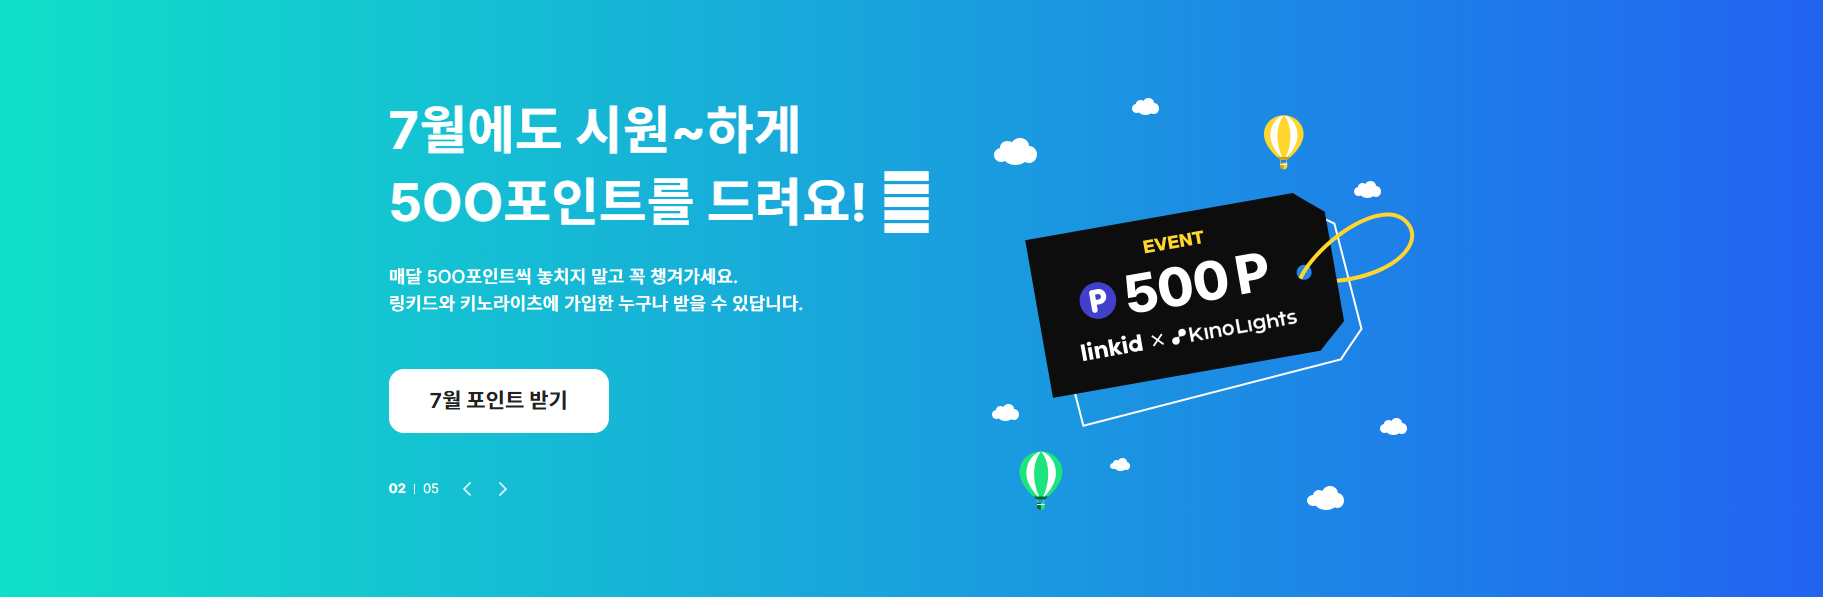 7월에도 시원~하게
500포인트를 드려요!
매달 500포인트씩 놓치지 말고 꼭 챙겨가세요.
링키드와 키노라이츠에 가입한 누구나 받을 수 있답니다.
7월 포인트 받기
02 | 05
EVENT
P 500 P
linkid × KinoLights